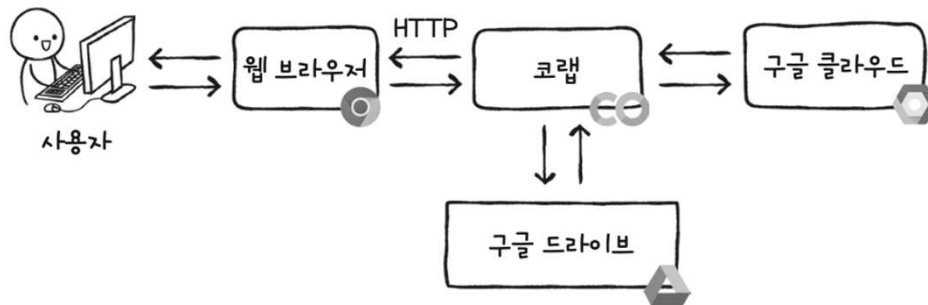 HTTP
웹 브라우저
코랩
구글 클라우드
사용자
구글 드라이브